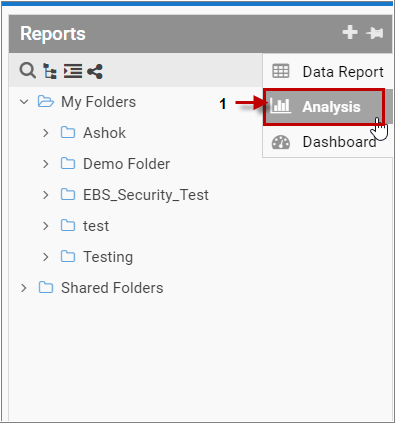 Reports
Data Report
My Folders
1
Analysis
Ashok
Dashboard
Demo Folder
EBS_Security_Test
test
Testing
Shared Folders